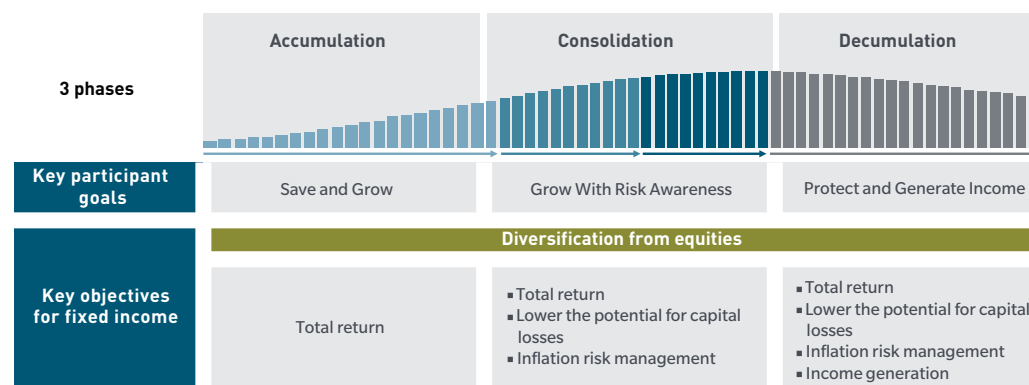 Accumulation
Consolidation
Decumulation
3 phases
Key participant
goals
Save and Grow
Grow With Risk Awareness
Protect and Generate Income
Diversification from equities
Key objectives
for fixed income
Total return
▪ Total return
▪ Lower the potential for capital
losses
▪ Inflation risk management
▪ Total return
▪ Lower the potential for capital
losses
▪ Inflation risk management
▪ Income generation